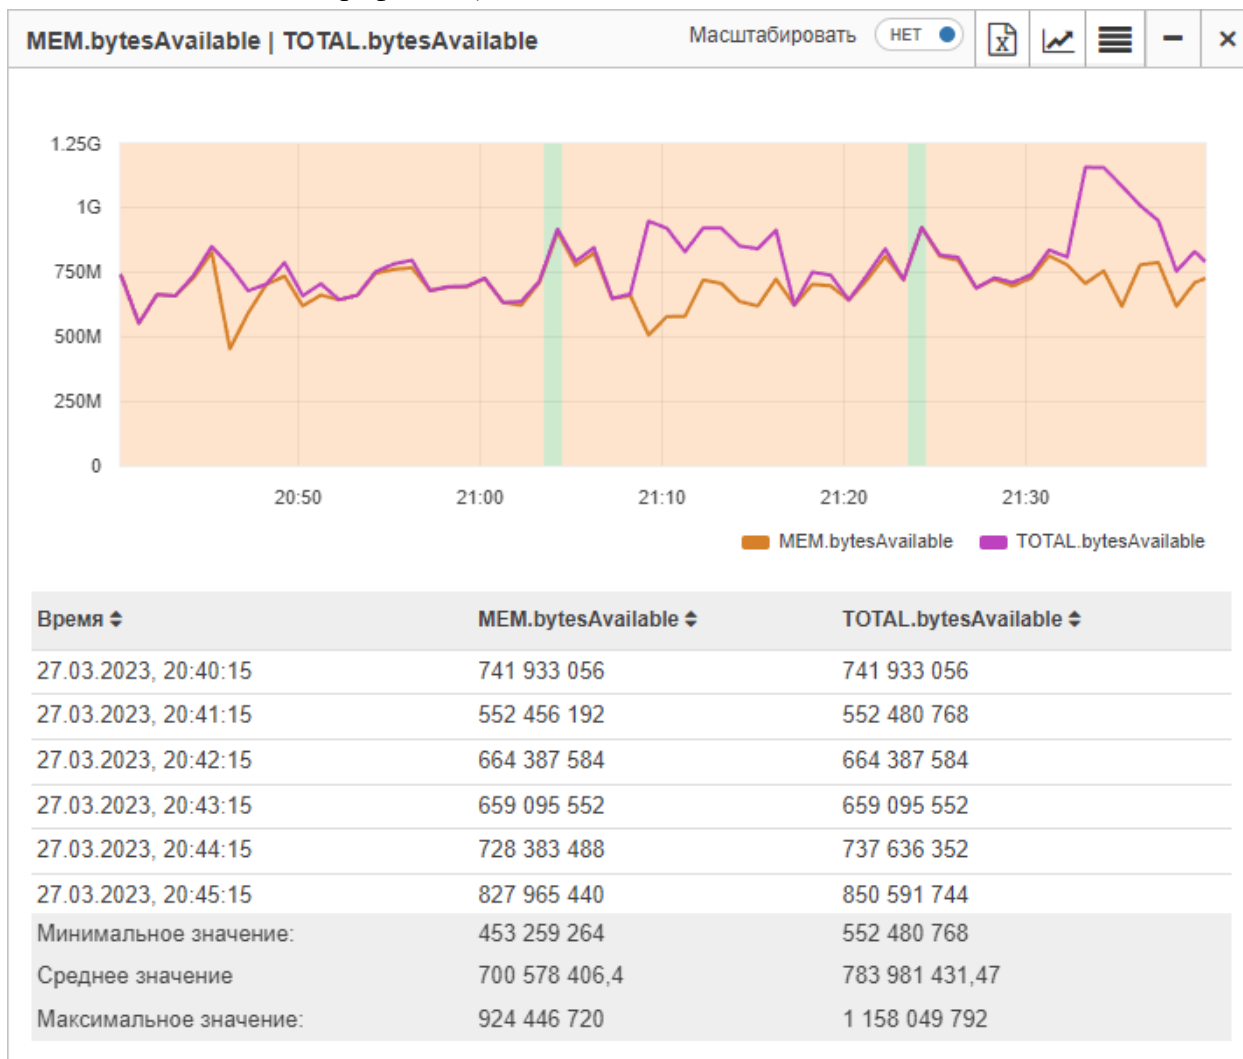 MEM.bytesAvailable | TOTAL.bytesAvailable Масштабировать НЕТ X
1.25G
1G
750M
500M
250M
0
20:50 21:00 21:10 21:20 21:30
MEM.bytesAvailable TOTAL.bytesAvailable
Время MEM.bytesAvailable TOTAL.bytesAvailable
27.03.2023, 20:40:15 741 933 056 741 933 056
27.03.2023, 20:41:15 552 456 192 552 480 768
27.03.2023, 20:42:15 664 387 584 664 387 584
27.03.2023, 20:43:15 659 095 552 659 095 552
27.03.2023, 20:44:15 728 383 488 737 636 352
27.03.2023, 20:45:15 827 965 440 850 591 744
Минимальное значение: 453 259 264 552 480 768
Среднее значение 700 578 406,4 783 981 431,47
Максимальное значение: 924 446 720 1 158 049 792